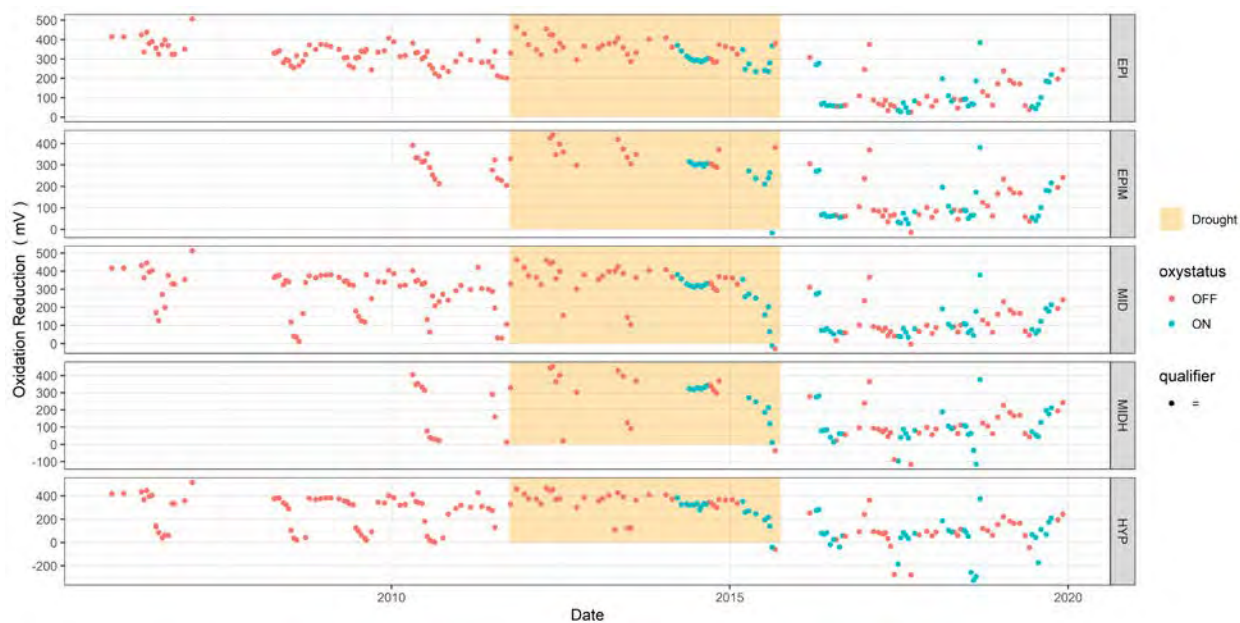 500
400
300
200
100
0
EPI
400
300
200
100
0
EPIM
500
400
300
200
100
0
MID
400
300
200
100
0
-100
MIDH
400
200
0
-200
HYP
Oxidation Reduction ( mV )
2010
2015
2020
Date
Drought
oxystatus
OFF
ON
qualifier
=